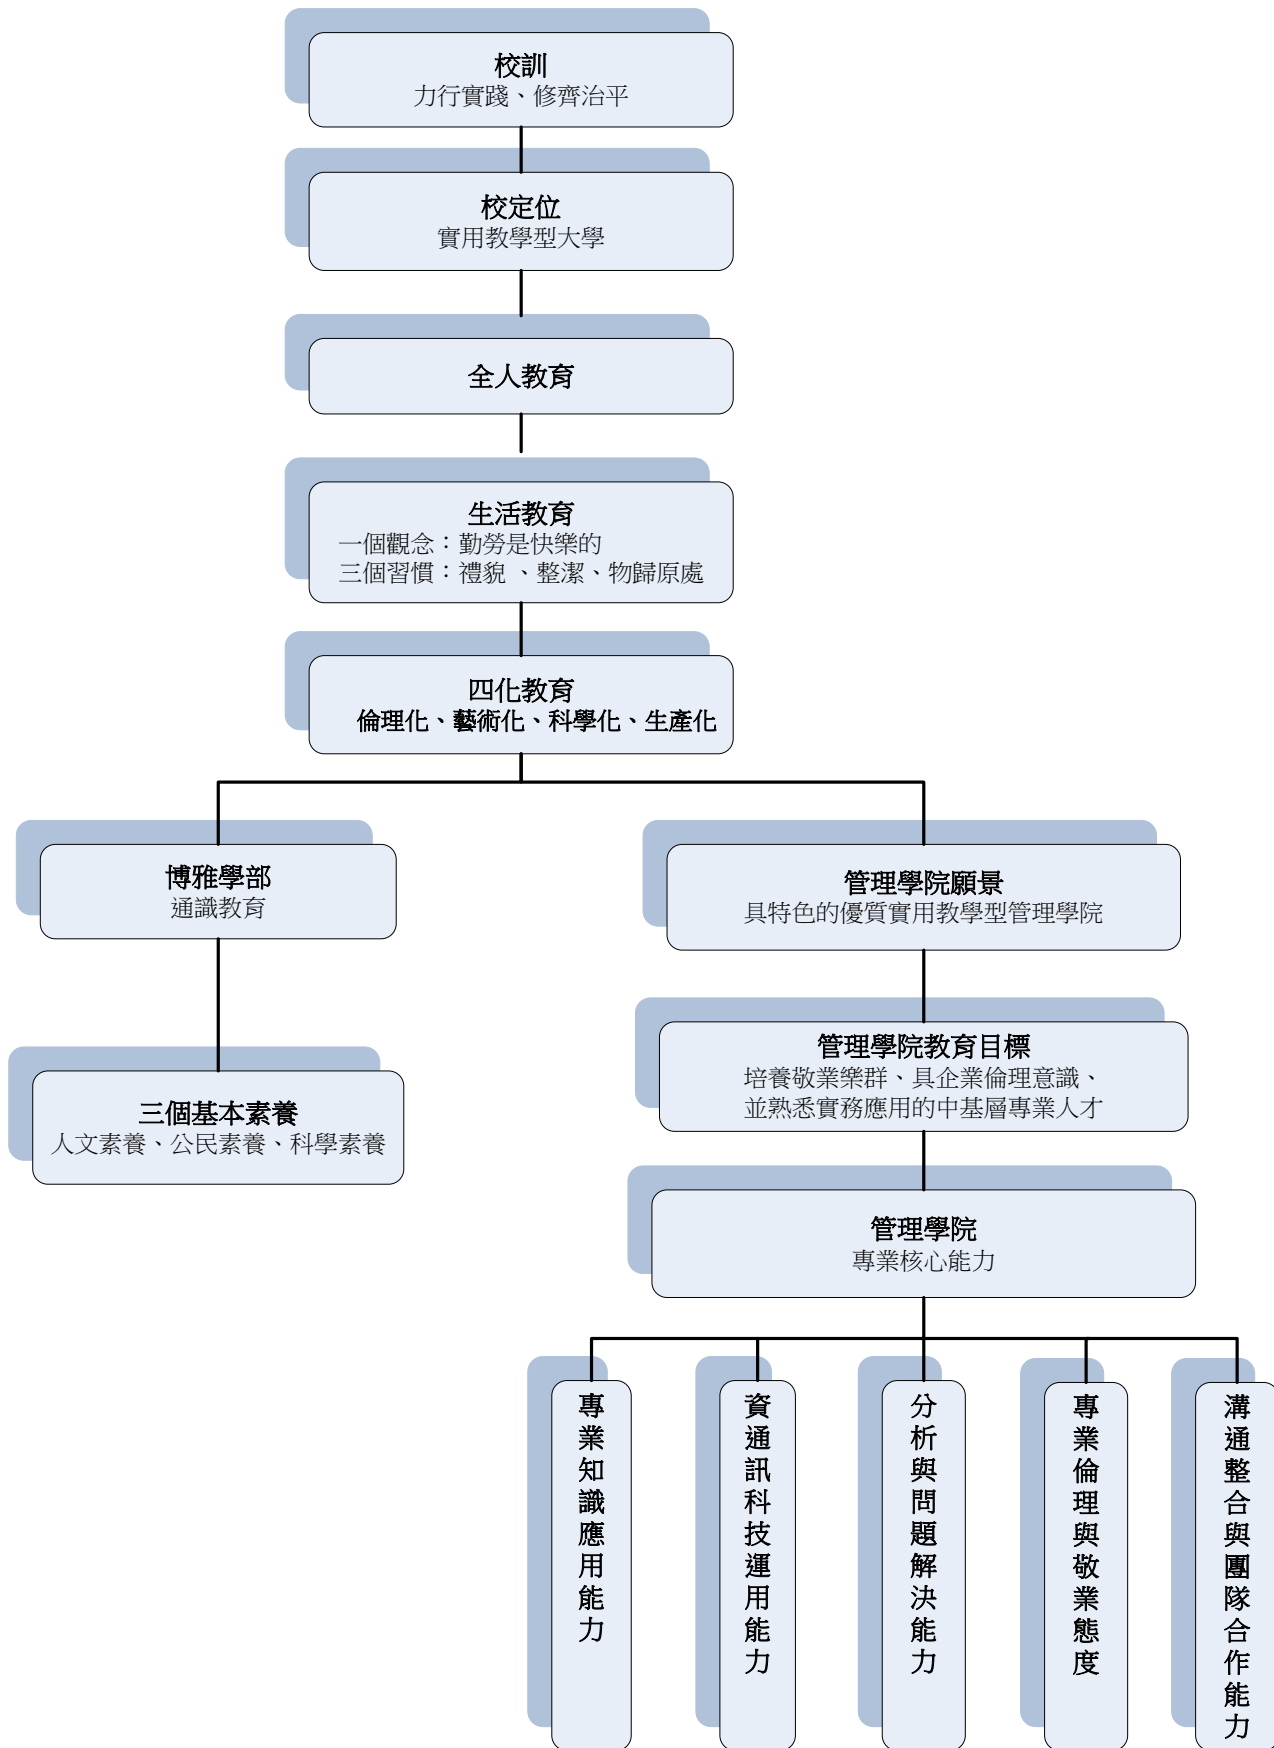 校訓
力行實踐、修齊治平
校定位
實用教學型大學
全人教育
生活教育
一個觀念：勤勞是快樂的
三個習慣：禮貌 、整潔、物歸原處
四化教育
倫理化、藝術化、科學化、生產化
博雅學部
通識教育
三個基本素養
人文素養、公民素養、科學素養
管理學院願景
具特色的優質實用教學型管理學院
管理學院教育目標
培養敬業樂群、具企業倫理意識、
並熟悉實務應用的中基層專業人才
管理學院
專業核心能力
專業知識應用能力
資通訊科技運用能力
分析與問題解決能力
專業倫理與敬業態度
溝通整合與團隊合作能力